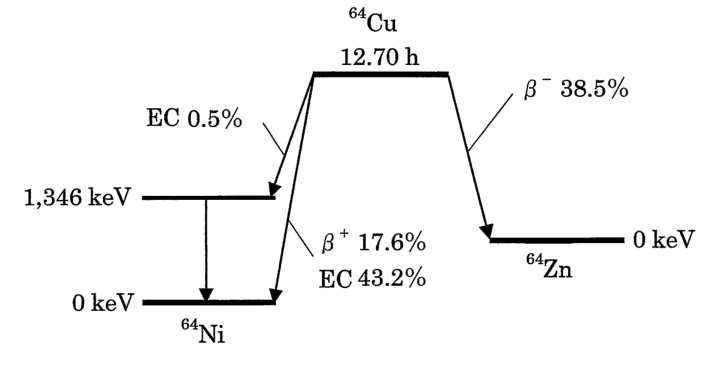 ⁶⁴Cu
12.70 h
β⁻ 38.5%
EC 0.5%
1,346 keV
β⁺ 17.6%
EC 43.2%
0 keV
⁶⁴Zn
0 keV
⁶⁴Ni